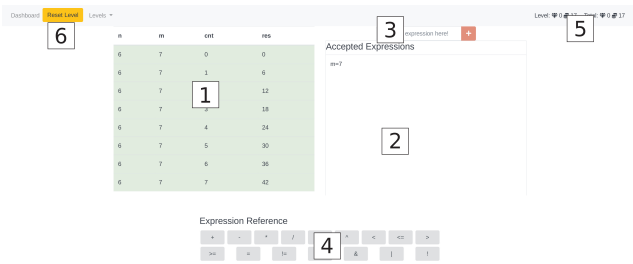 Dashboard Reset Level Levels
Level: 0 17 0 17
6
3
expression here! +
5
n m cnt res
Accepted Expressions
6 7 0 0
m=7
6 7 1 6
6 7 12
1
6 7 3 18
6 7 4 24
2
6 7 5 30
6 7 6 36
6 7 7 42
Expression Reference
+ - * / ^ < <= >
4
>= = != & | !